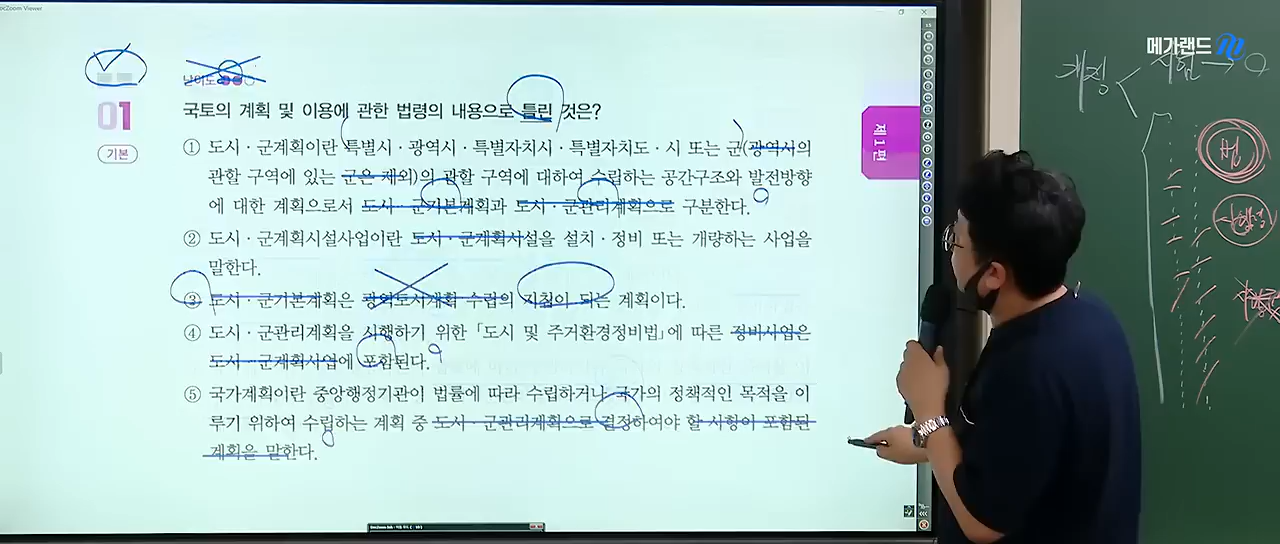 DocZoom Viewer
메가랜드
개정 < 시험 →
난이도
01
기본
국토의 계획 및 이용에 관한 법령의 내용으로 틀린 것은?
① 도시·군계획이란 특별시·광역시·특별자치시·특별자치도·시 또는 군(광역시의
관할 구역에 있는 군은 제외)의 관할 구역에 대하여 수립하는 공간구조와 발전방향
에 대한 계획으로서 도시·군기본계획과 도시·군관리계획으로 구분한다.
② 도시·군계획시설사업이란 도시·군계획시설을 설치·정비 또는 개량하는 사업을
말한다.
③ 도시·군기본계획은 광역도시계획 수립의 지침이 되는 계획이다.
④ 도시·군관리계획을 시행하기 위한 「도시 및 주거환경정비법」에 따른 정비사업은
도시·군계획사업에 포함된다.
⑤ 국가계획이란 중앙행정기관이 법률에 따라 수립하거나 국가의 정책적인 목적을 이
루기 위하여 수립하는 계획 중 도시·군관리계획으로 결정하여야 할 사항이 포함된
계획을 말한다.
제1편
법